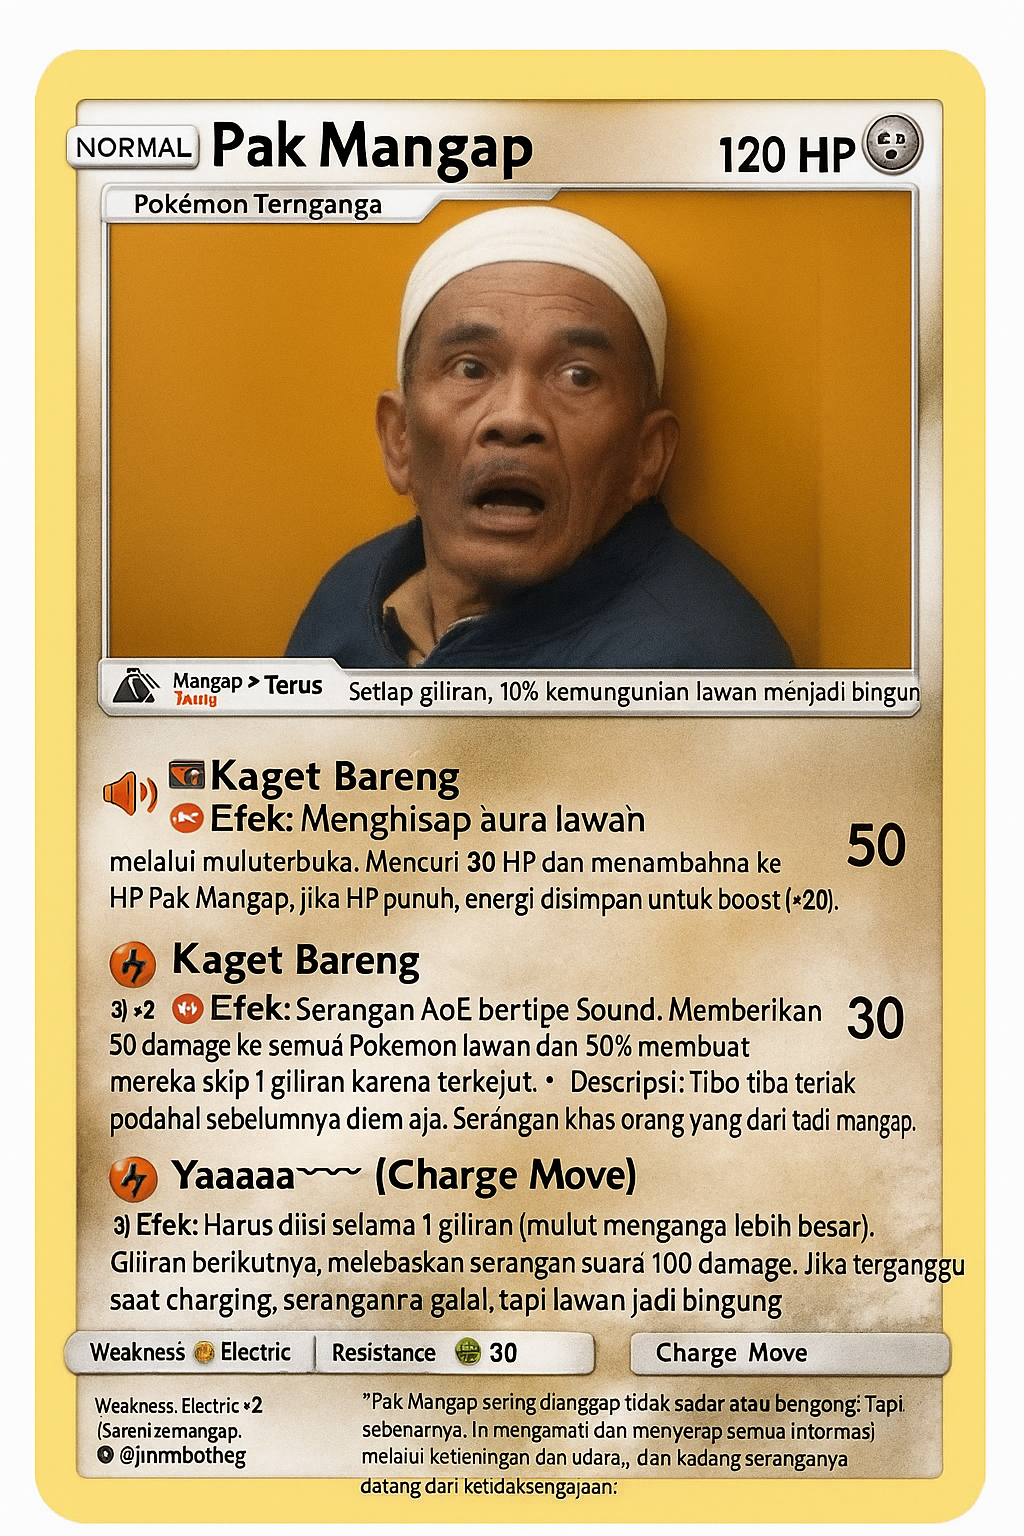 NORMAL Pak Mangap 120 HP
Pokémon Ternganga
Mangap > Terus
Setlap giliran, 10% kemungunian lawan menjadi bingun
Kaget Bareng
Efek: Menghisap àura lawàn
50
melalui muluterbuka. Mencuri 30 HP dan menambahna ke
HP Pak Mangap, jika HP punuh, energi disimpan untuk boost (×20).
Kaget Bareng
3) ×2 Efek: Serangan AoE bertipe Sound. Memberikan
30
50 damage ke semuá Pokemon lawan dan 50% membuat
mereka skip 1 giliran karena terkejut. • Descripsi: Tibo tiba teriak
podahal sebelumnya diem aja. Serángan khas orang yang dari tadi mangap.
Yaaaaa~~~ (Charge Move)
3) Efek: Harus diisi selama 1 giliran (mulut menganga lebih besar).
Gliiran berikutnya, melebaskan serangan suará 100 damage. Jika terganggu
saat charging, seranganra galal, tapi lawan jadi bingung
Weakness Electric Resistance 30 Charge Move
Weakness. Electric ×2
(Sareni zemangap.
@jınmbotheg
"Pak Mangap sering dianggap tidak sadar atau bengong: Tapi.
sebenarnya. In mengamati dan menyerap semua intormasj
melaiui ketieningan dan udara,, dan kadang seranganya
datang dari ketidaksengajaan: